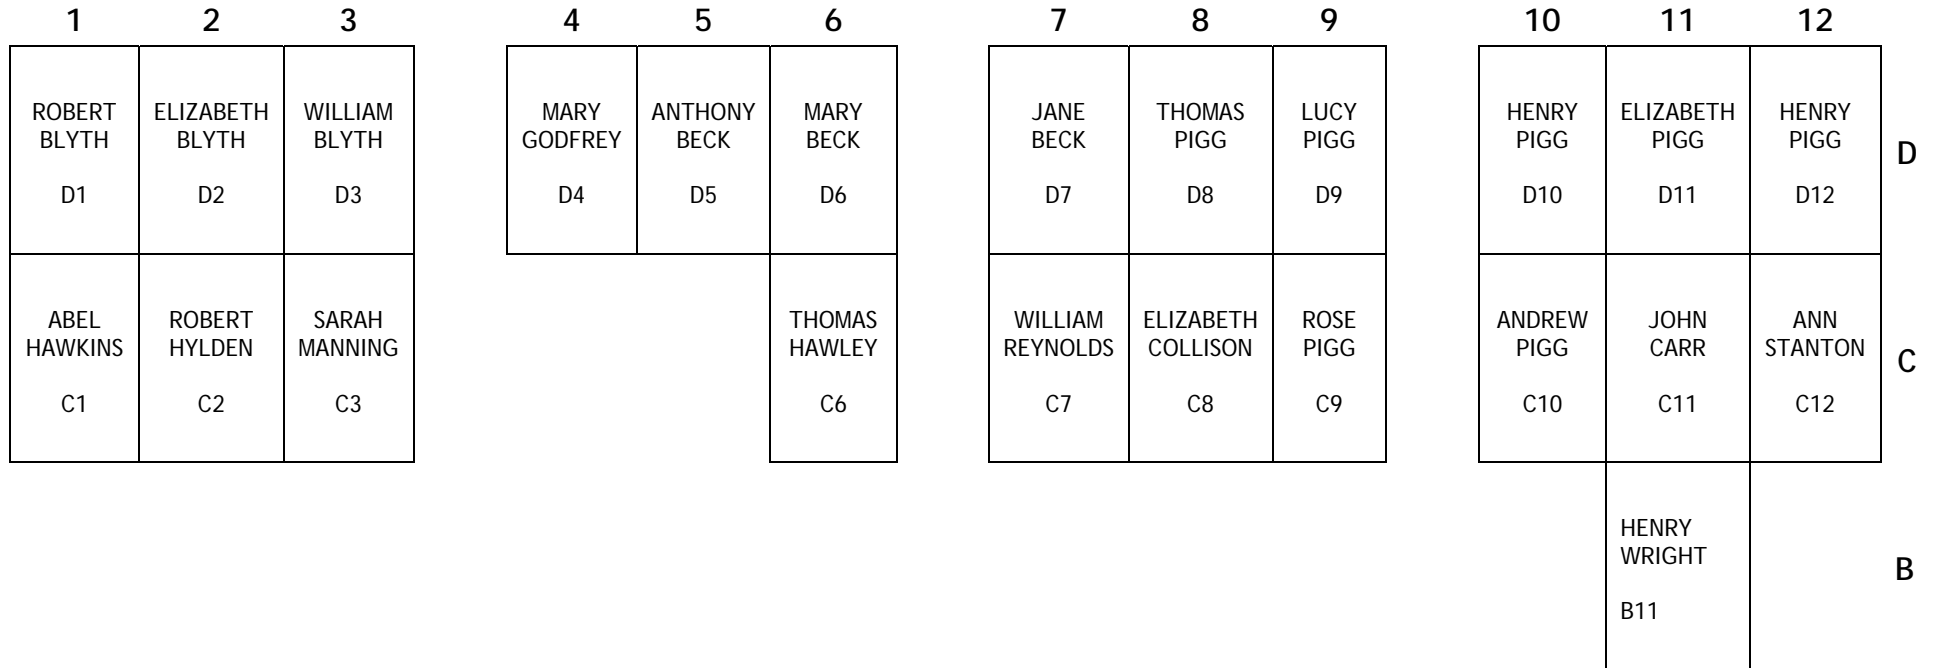 1 2 3 4 5 6 7 8 9 10 11 12
ROBERT ELIZABETH WILLIAM MARY ANTHONY MARY JANE THOMAS LUCY HENRY ELIZABETH HENRY
BLYTH BLYTH BLYTH GODFREY BECK BECK BECK PIGG PIGG PIGG PIGG PIGG
D
D1 D2 D3 D4 D5 D6 D7 D8 D9 D10 D11 D12
ABEL ROBERT SARAH THOMAS WILLIAM ELIZABETH ROSE ANDREW JOHN ANN
HAWKINS HYLDEN MANNING HAWLEY REYNOLDS COLLISON PIGG PIGG CARR STANTON
C
C1 C2 C3 C6 C7 C8 C9 C10 C11 C12
HENRY
WRIGHT
B
B11